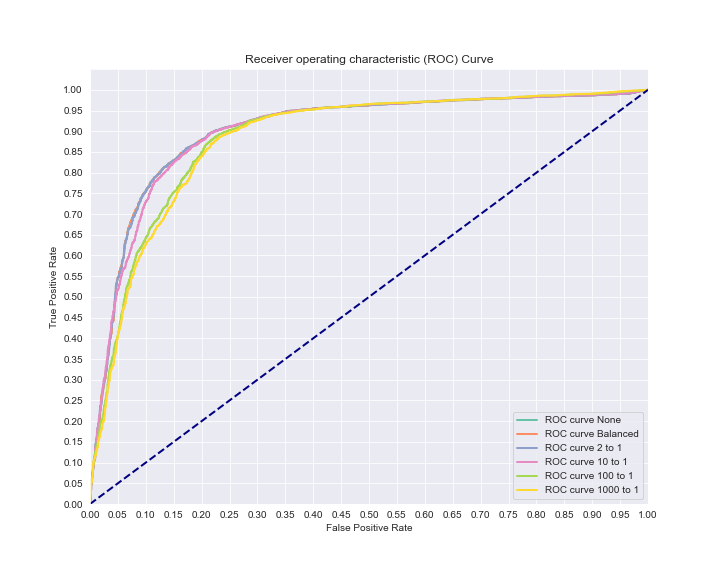 Receiver operating characteristic (ROC) Curve
True Positive Rate
1.00
0.95
0.90
0.85
0.80
0.75
0.70
0.65
0.60
0.55
0.50
0.45
0.40
0.35
0.30
0.25
0.20
0.15
0.10
0.05
0.00
ROC curve None
ROC curve Balanced
ROC curve 2 to 1
ROC curve 10 to 1
ROC curve 100 to 1
ROC curve 1000 to 1
0.00 0.05 0.10 0.15 0.20 0.25 0.30 0.35 0.40 0.45 0.50 0.55 0.60 0.65 0.70 0.75 0.80 0.85 0.90 0.95 1.00
False Positive Rate